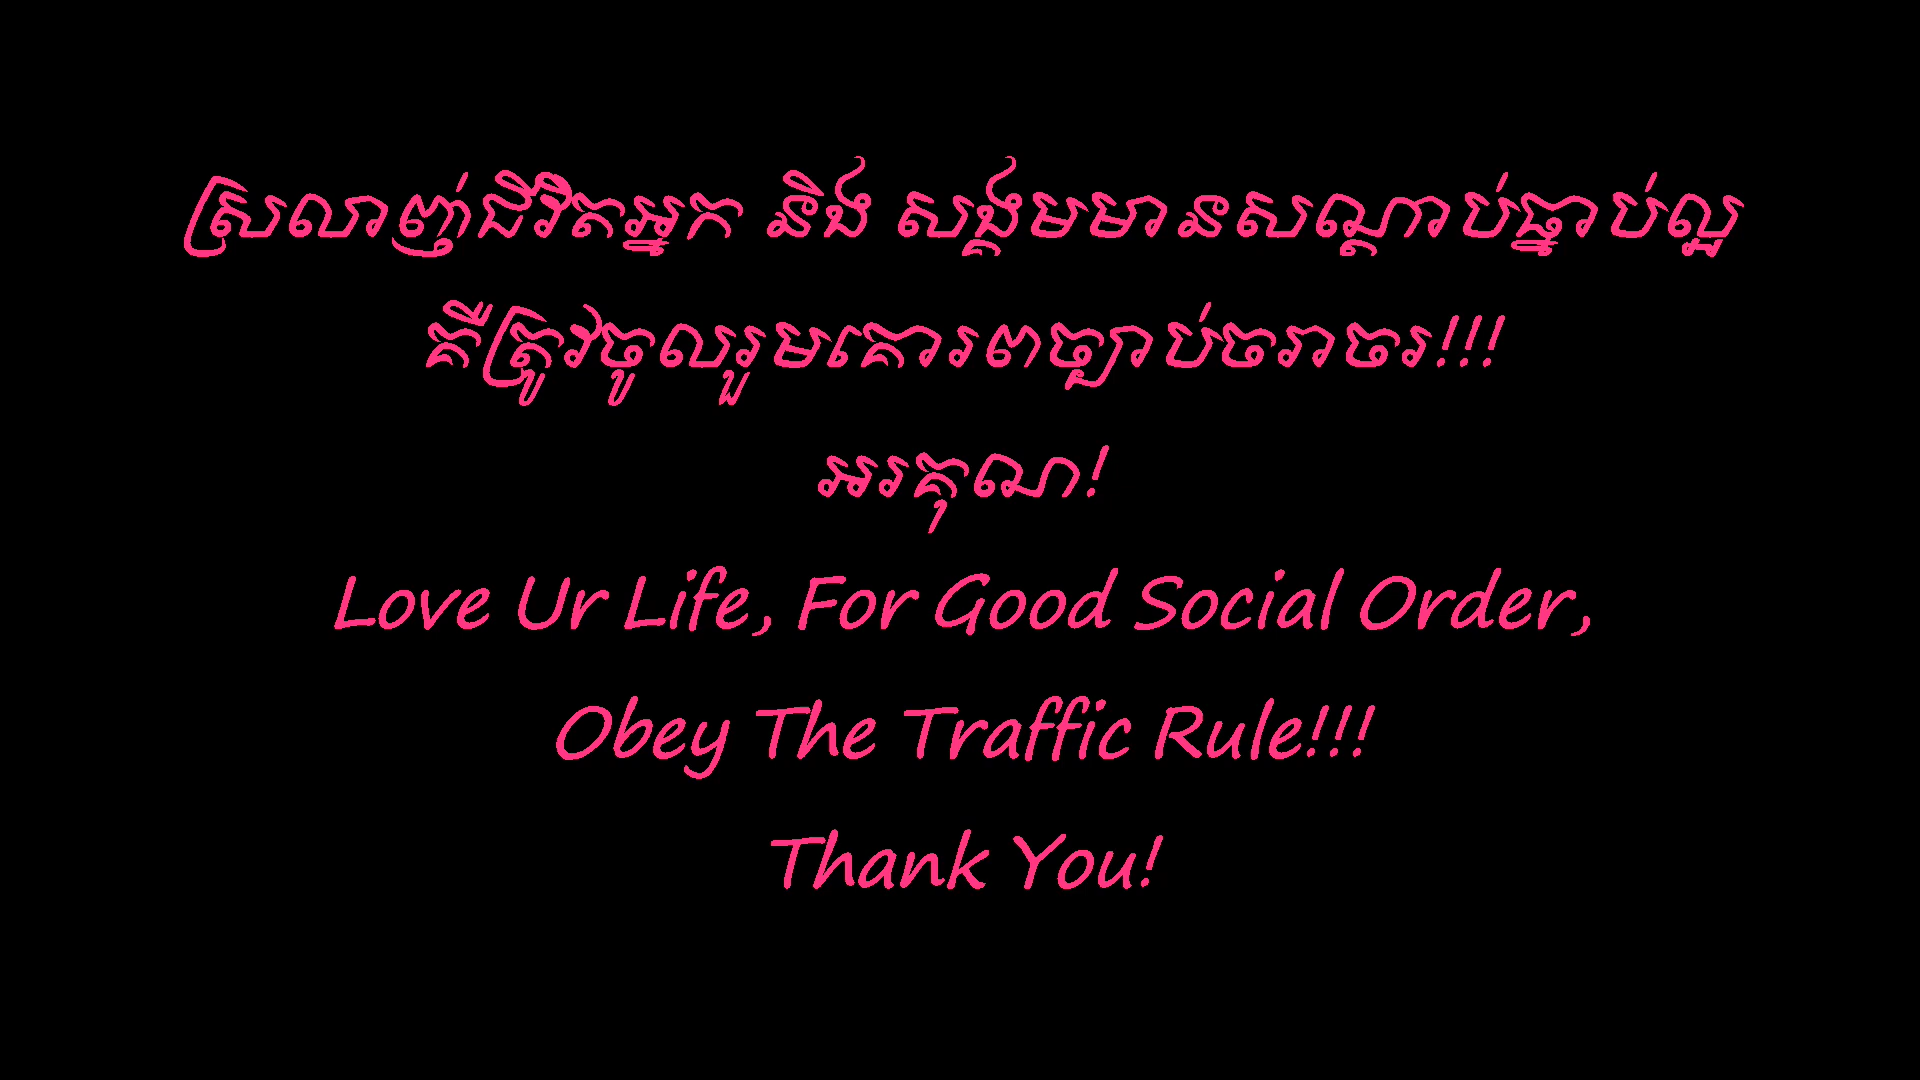 ស្រលាញ់ជីវិតអ្នក និង សង្គមមានសណ្ដាប់ធ្នាប់ល្អ
គឺត្រូវចូលរួមគោរពច្បាប់ចរាចរ!!!
អរគុណ!
Love Ur Life, For Good Social Order,
Obey The Traffic Rule!!!
Thank You!